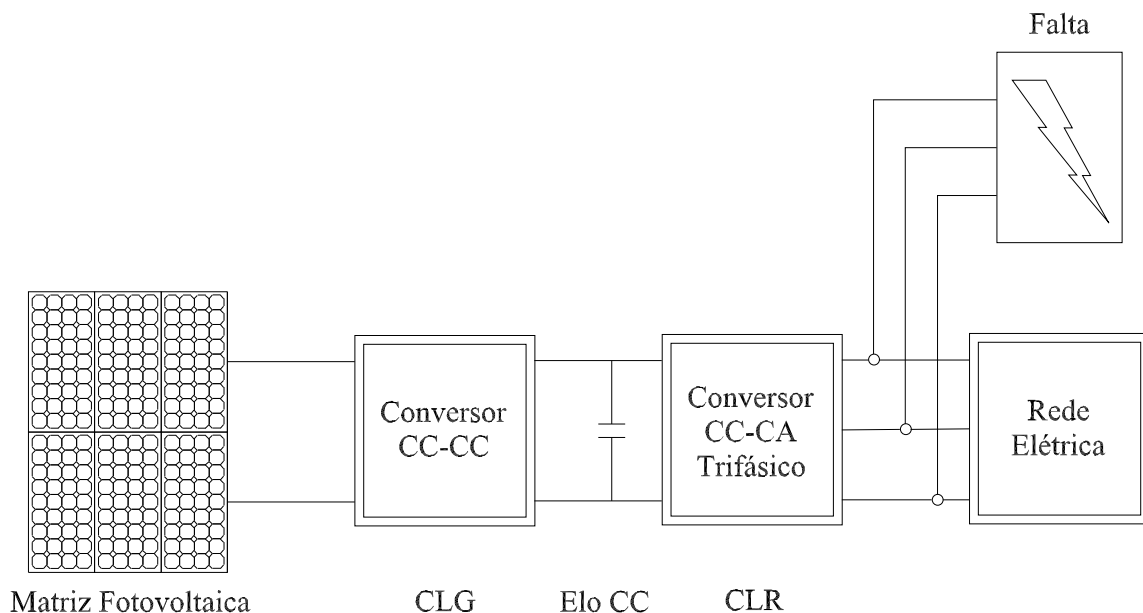 Falta
Conversor
CC-CC
Conversor
CC-CA
Trifásico
Rede
Elétrica
Matriz Fotovoltaica
CLG
Elo CC
CLR